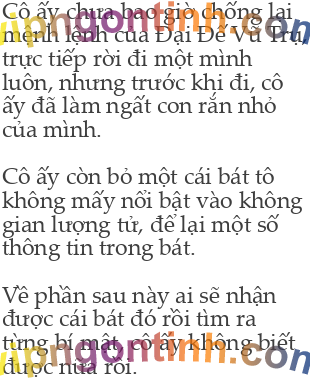 Cô ấy chưa bao giờ chống lại
mệnh lệnh của Đại Đế Vũ Trụ,
trực tiếp rời đi một mình
luôn, nhưng trước khi đi, cô
ấy đã làm ngất con rắn nhỏ
của mình.

Cô ấy còn bỏ một cái bát tô
không mấy nổi bật vào không
gian lượng tử, để lại một số
thông tin trong bát.

Về phần sau này ai sẽ nhận
được cái bát đó rồi tìm ra
từng bí mật, cô ấy không biết
được nữa rồi.
vipngontinh.com
vipngontinh.com